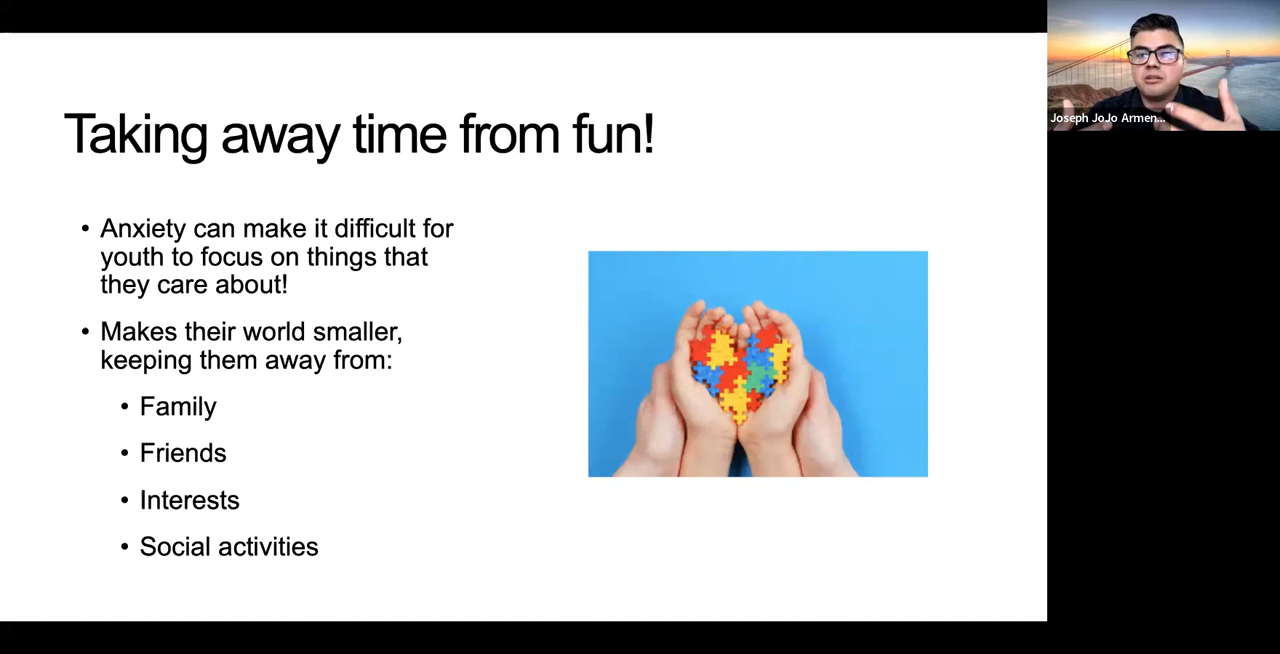 Taking away time from fun!
• Anxiety can make it difficult for
youth to focus on things that
they care about!
• Makes their world smaller,
keeping them away from:
• Family
• Friends
• Interests
• Social activities
Joseph JoJo Armen...